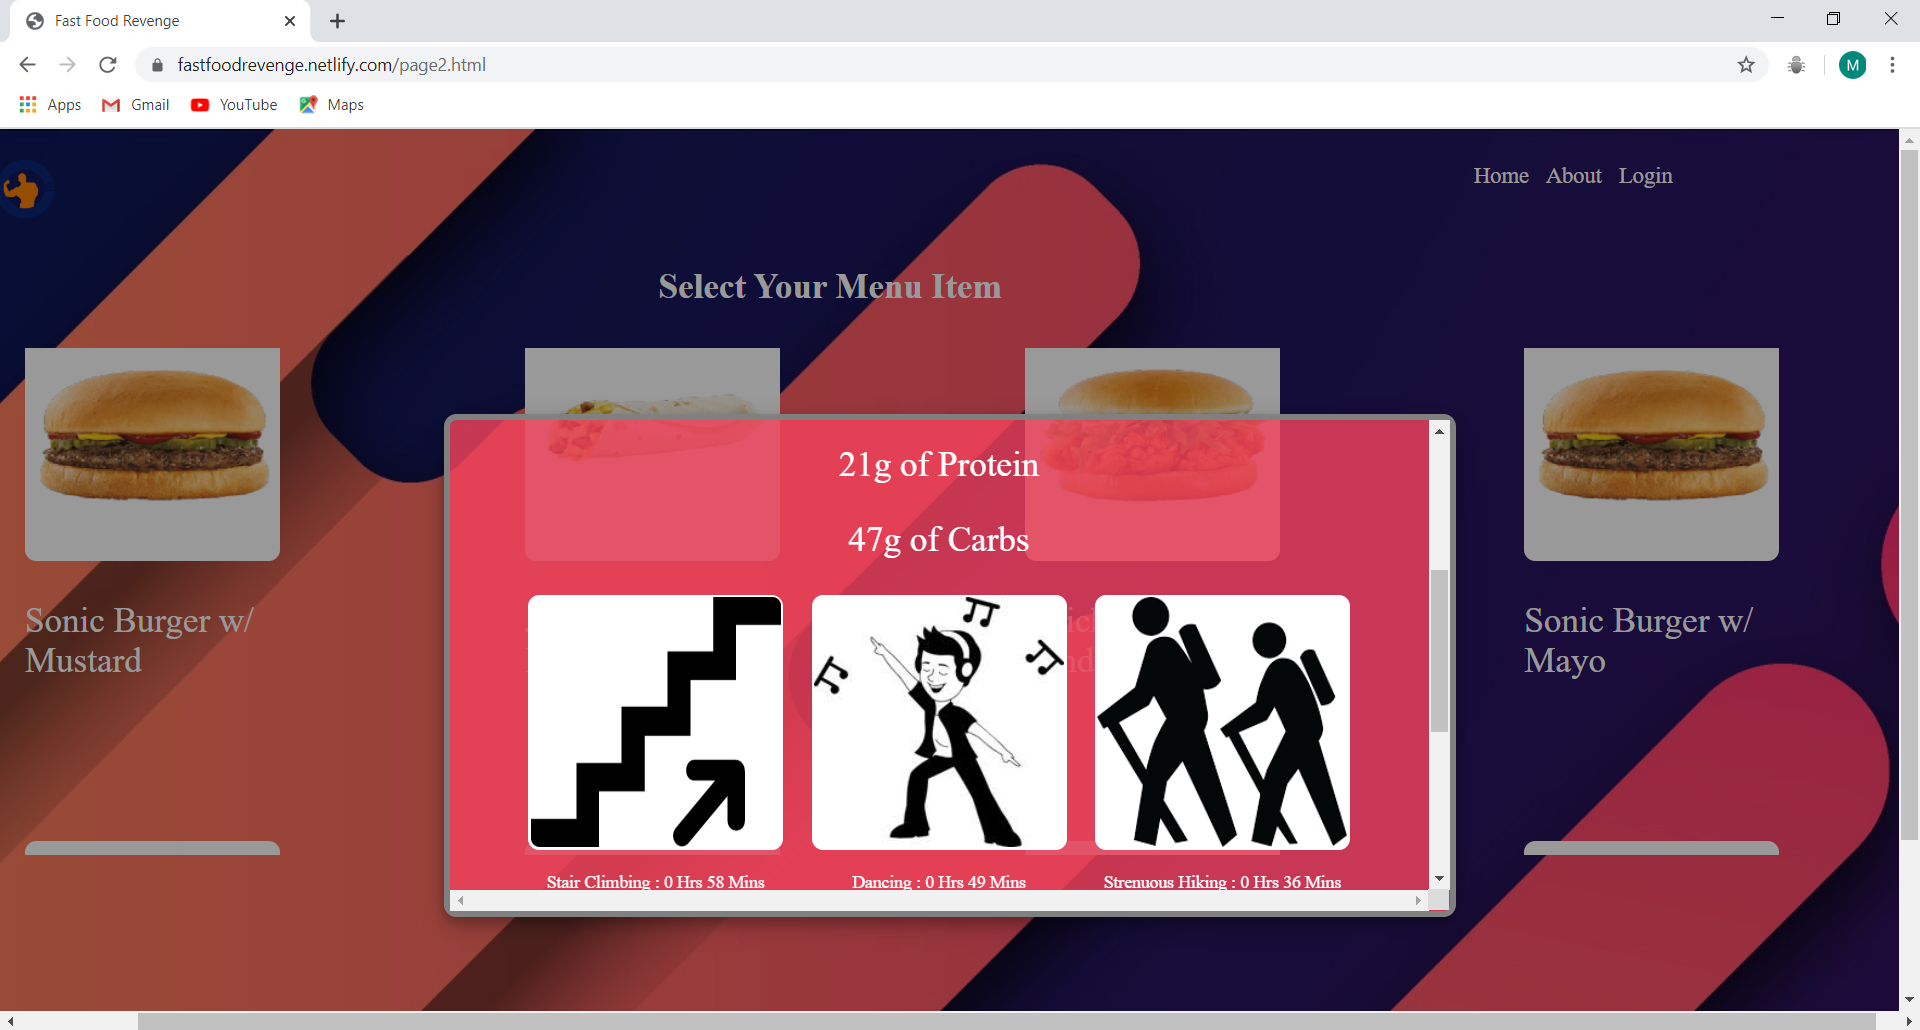 Fast Food Revenge
fastfoodrevenge.netlify.com/page2.html
M
Apps
Gmail
YouTube
Maps
Home
About
Login
Select Your Menu Item
21g of Protein
47g of Carbs
Sonic Burger w/
Mustard
Sonic Burger w/
Mayo
Stair Climbing : 0 Hrs 58 Mins
Dancing : 0 Hrs 49 Mins
Strenuous Hiking : 0 Hrs 36 Mins